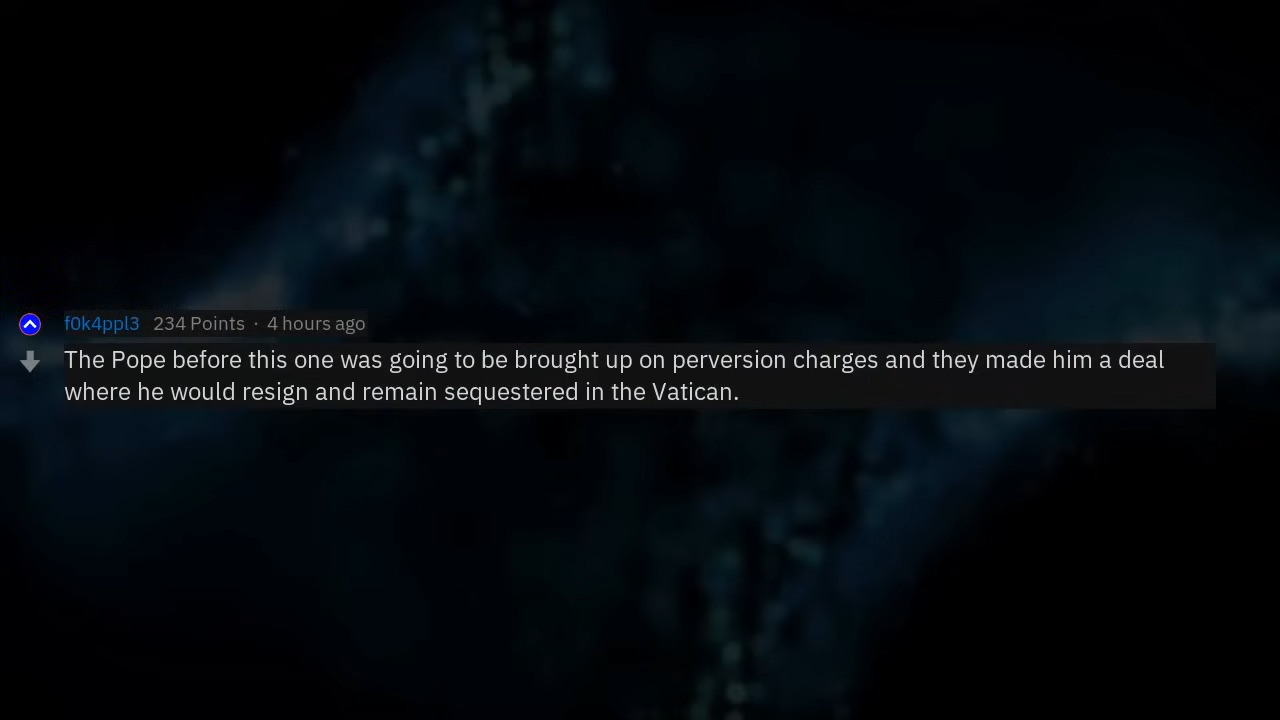 f0k4ppl3 234 Points · 4 hours ago
The Pope before this one was going to be brought up on perversion charges and they made him a deal
where he would resign and remain sequestered in the Vatican.